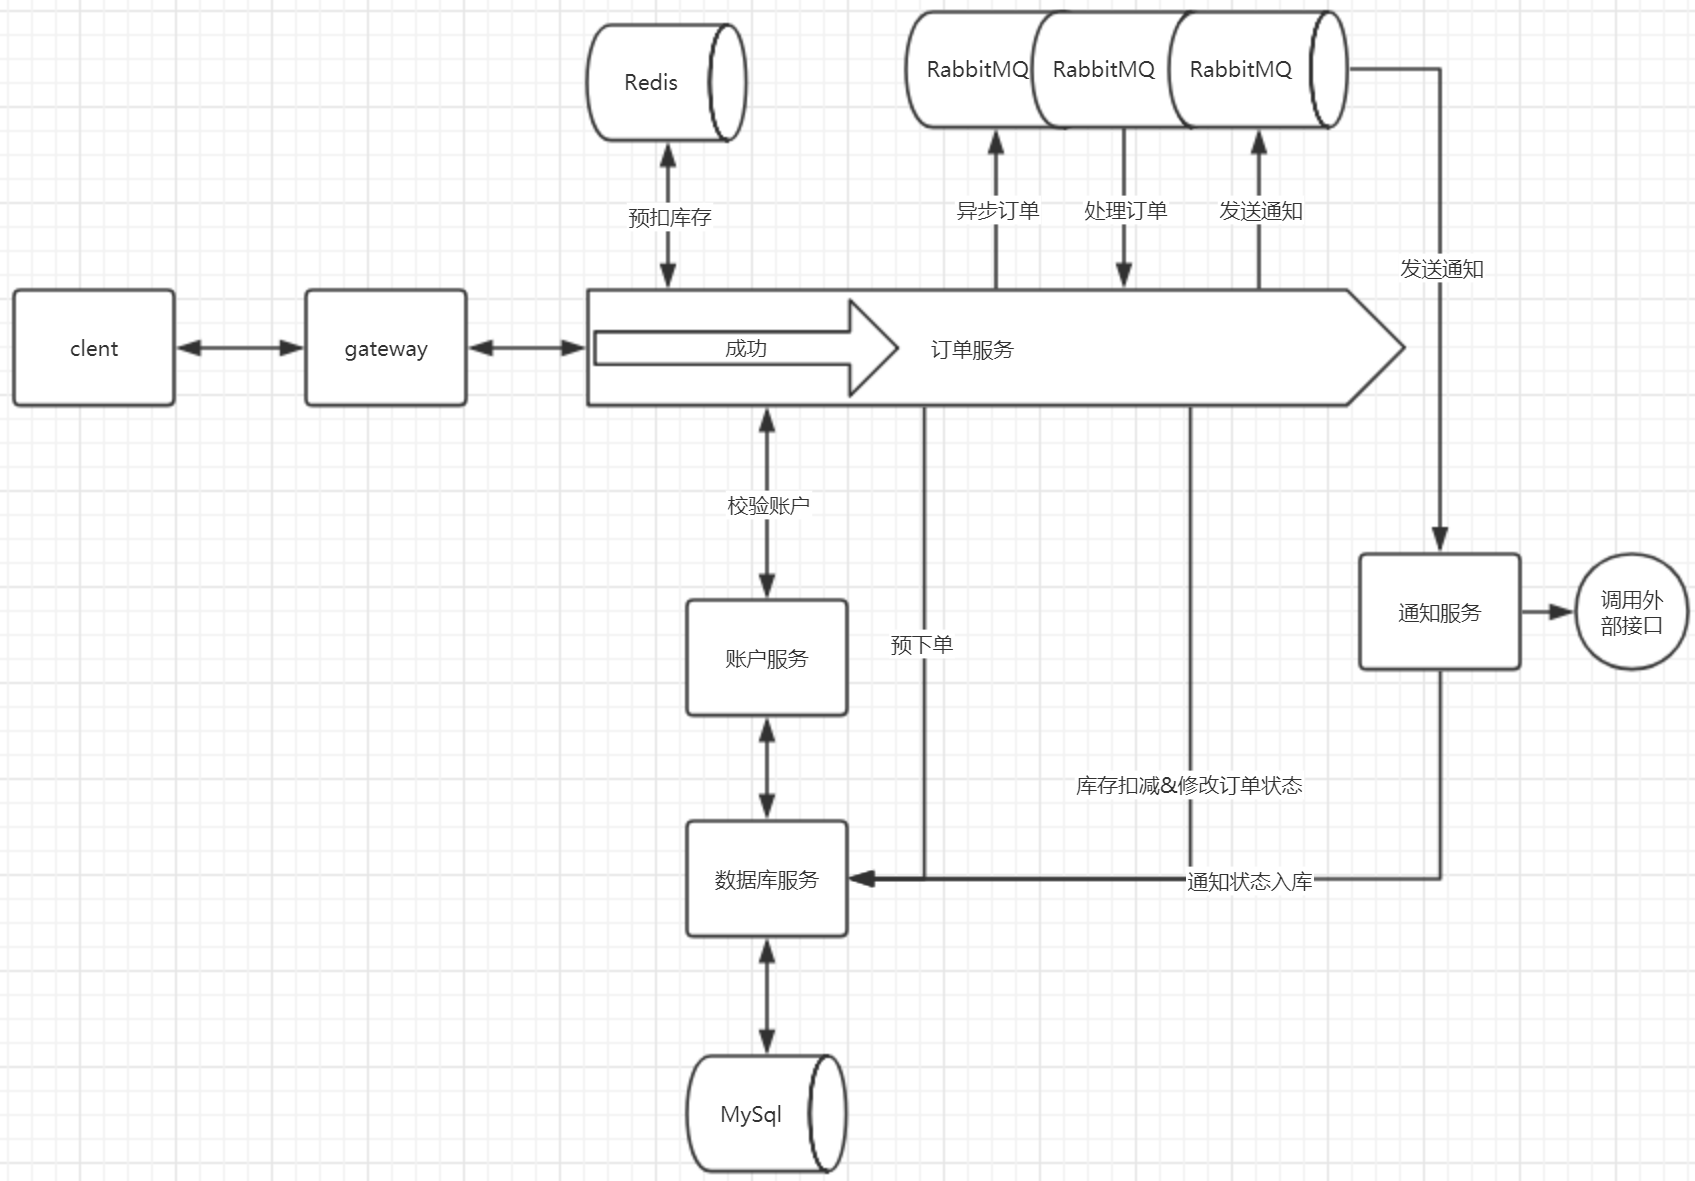 Redis
RabbitMQ
RabbitMQ
RabbitMQ
预扣库存
异步订单
处理订单
发送通知
发送通知
clent
gateway
成功
订单服务
校验账户
账户服务
预下单
通知服务
调用外
部接口
库存扣减&修改订单状态
数据库服务
通知状态入库
MySql